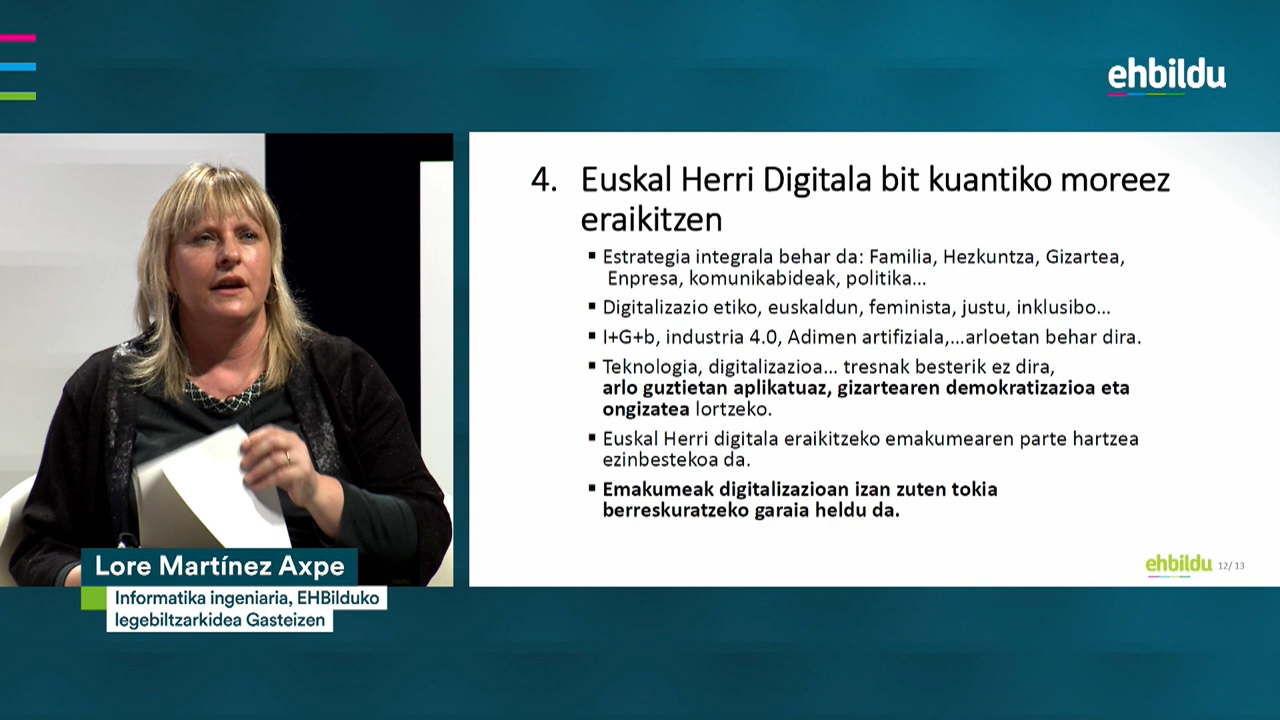 ehbildu
4. Euskal Herri Digitala bit kuantiko moreez
eraikitzen
▪ Estrategia integrala behar da: Familia, Hezkuntza, Gizartea,
Enpresa, komunikabideak, politika...
▪ Digitalizazio etiko, euskaldun, feminista, justu, inklusibo...
▪ I+G+b, industria 4.0, Adimen artifiziala,...arloetan behar dira.
▪ Teknologia, digitalizazioa... tresnak besterik ez dira,
arlo guztietan aplikatuaz, gizartearen demokratizazioa eta
ongizatea lortzeko.
▪ Euskal Herri digitala eraikitzeko emakumearen parte hartzea
ezinbestekoa da.
▪ Emakumeak digitalizazioan izan zuten tokia
berreskuratzeko garaia heldu da.
ehbildu 12/13
Lore Martínez Axpe
Informatika ingeniaria, EHBilduko
legebiltzarkidea Gasteizen